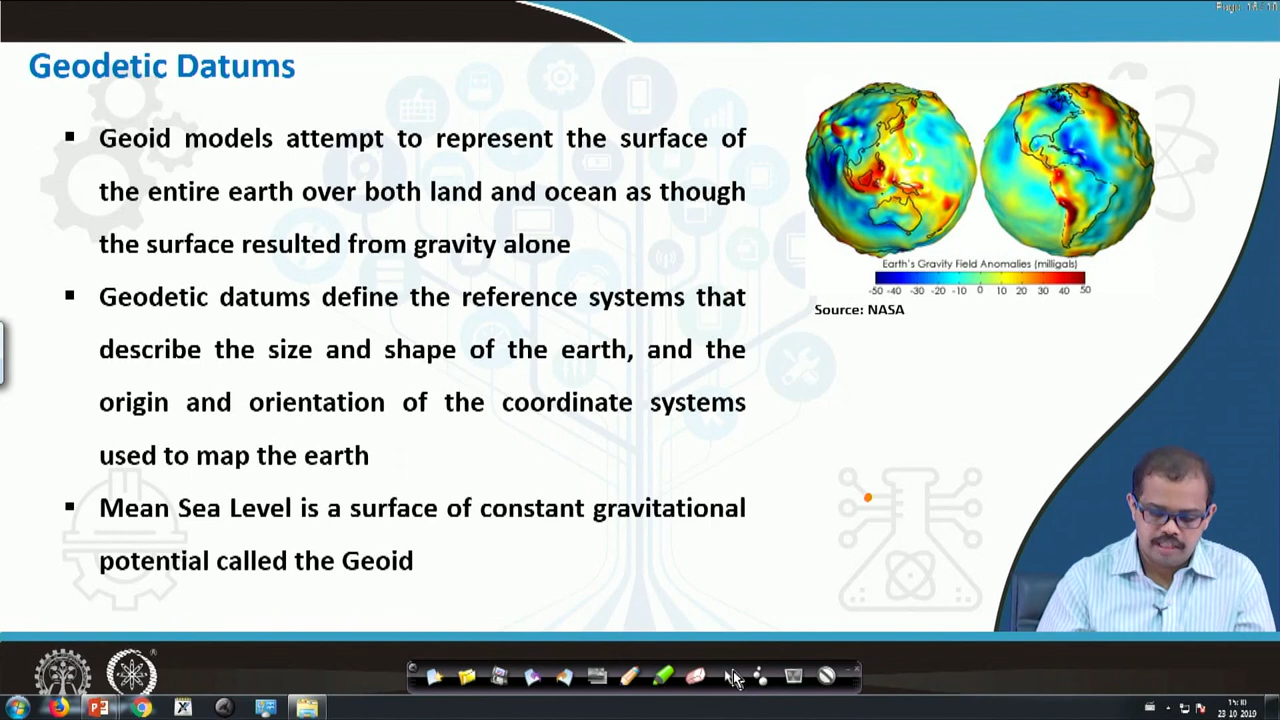 Geodetic Datums
▪ Geoid models attempt to represent the surface of
the entire earth over both land and ocean as though
the surface resulted from gravity alone
▪ Geodetic datums define the reference systems that
describe the size and shape of the earth, and the
origin and orientation of the coordinate systems
used to map the earth
▪ Mean Sea Level is a surface of constant gravitational
potential called the Geoid
Earth's Gravity Field Anomalies (milligals)
-50 -40 -30 -20 -10 0 10 20 30 40 50
Source: NASA
23-10-2019